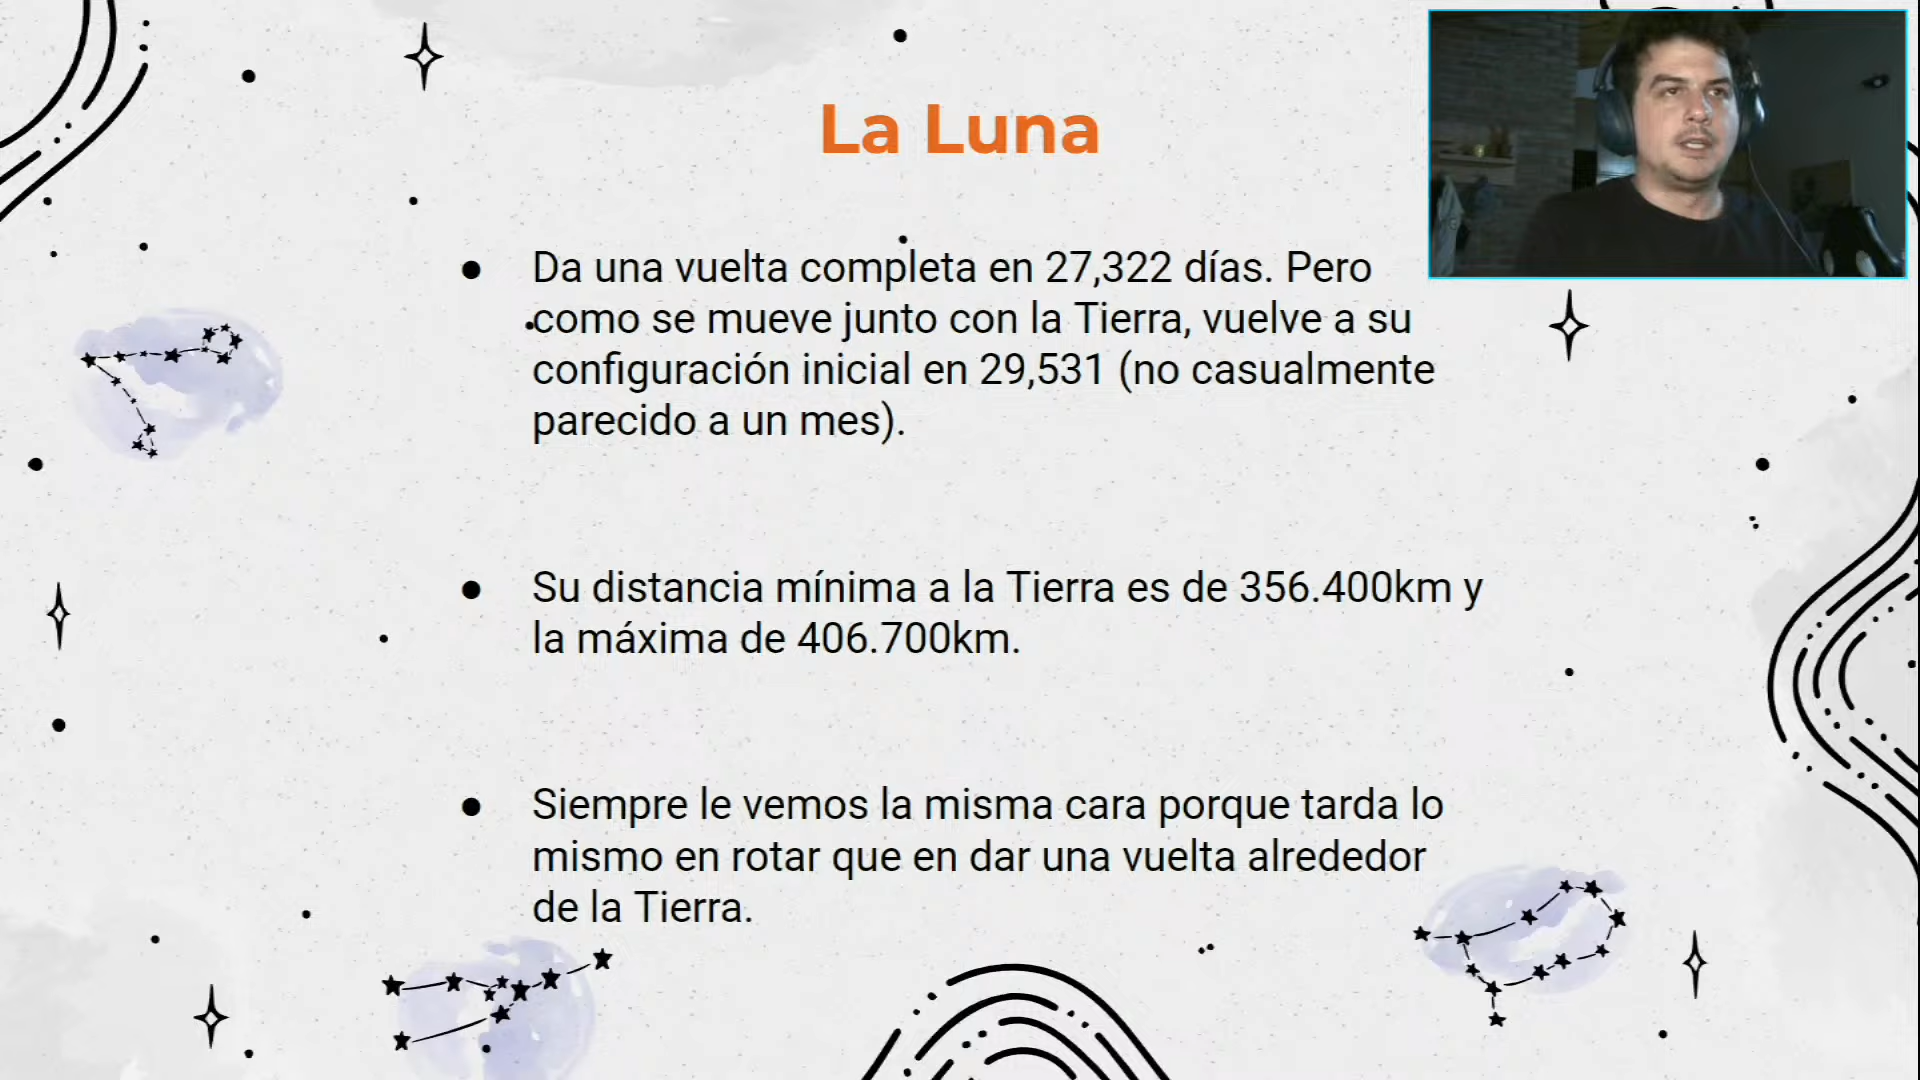 La Luna
● Da una vuelta completa en 27,322 días. Pero
como se mueve junto con la Tierra, vuelve a su
configuración inicial en 29,531 (no casualmente
parecido a un mes).
● Su distancia mínima a la Tierra es de 356.400km y
la máxima de 406.700km.
● Siempre le vemos la misma cara porque tarda lo
mismo en rotar que en dar una vuelta alrededor
de la Tierra.